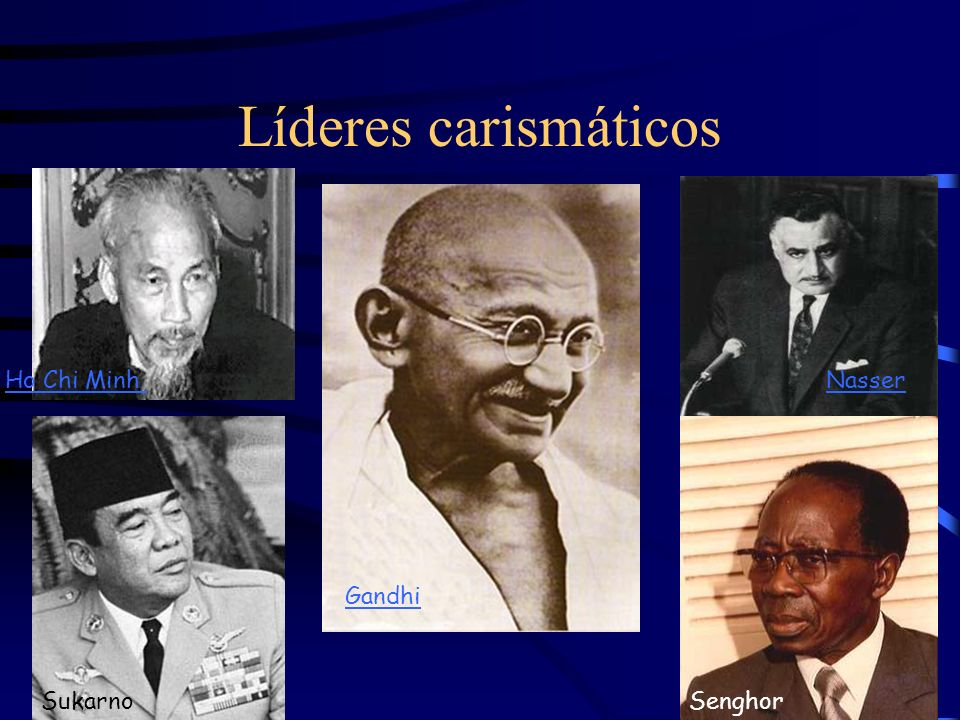 Líderes carismáticos
Ho Chi Minh
Nasser
Gandhi
Sukarno
Senghor